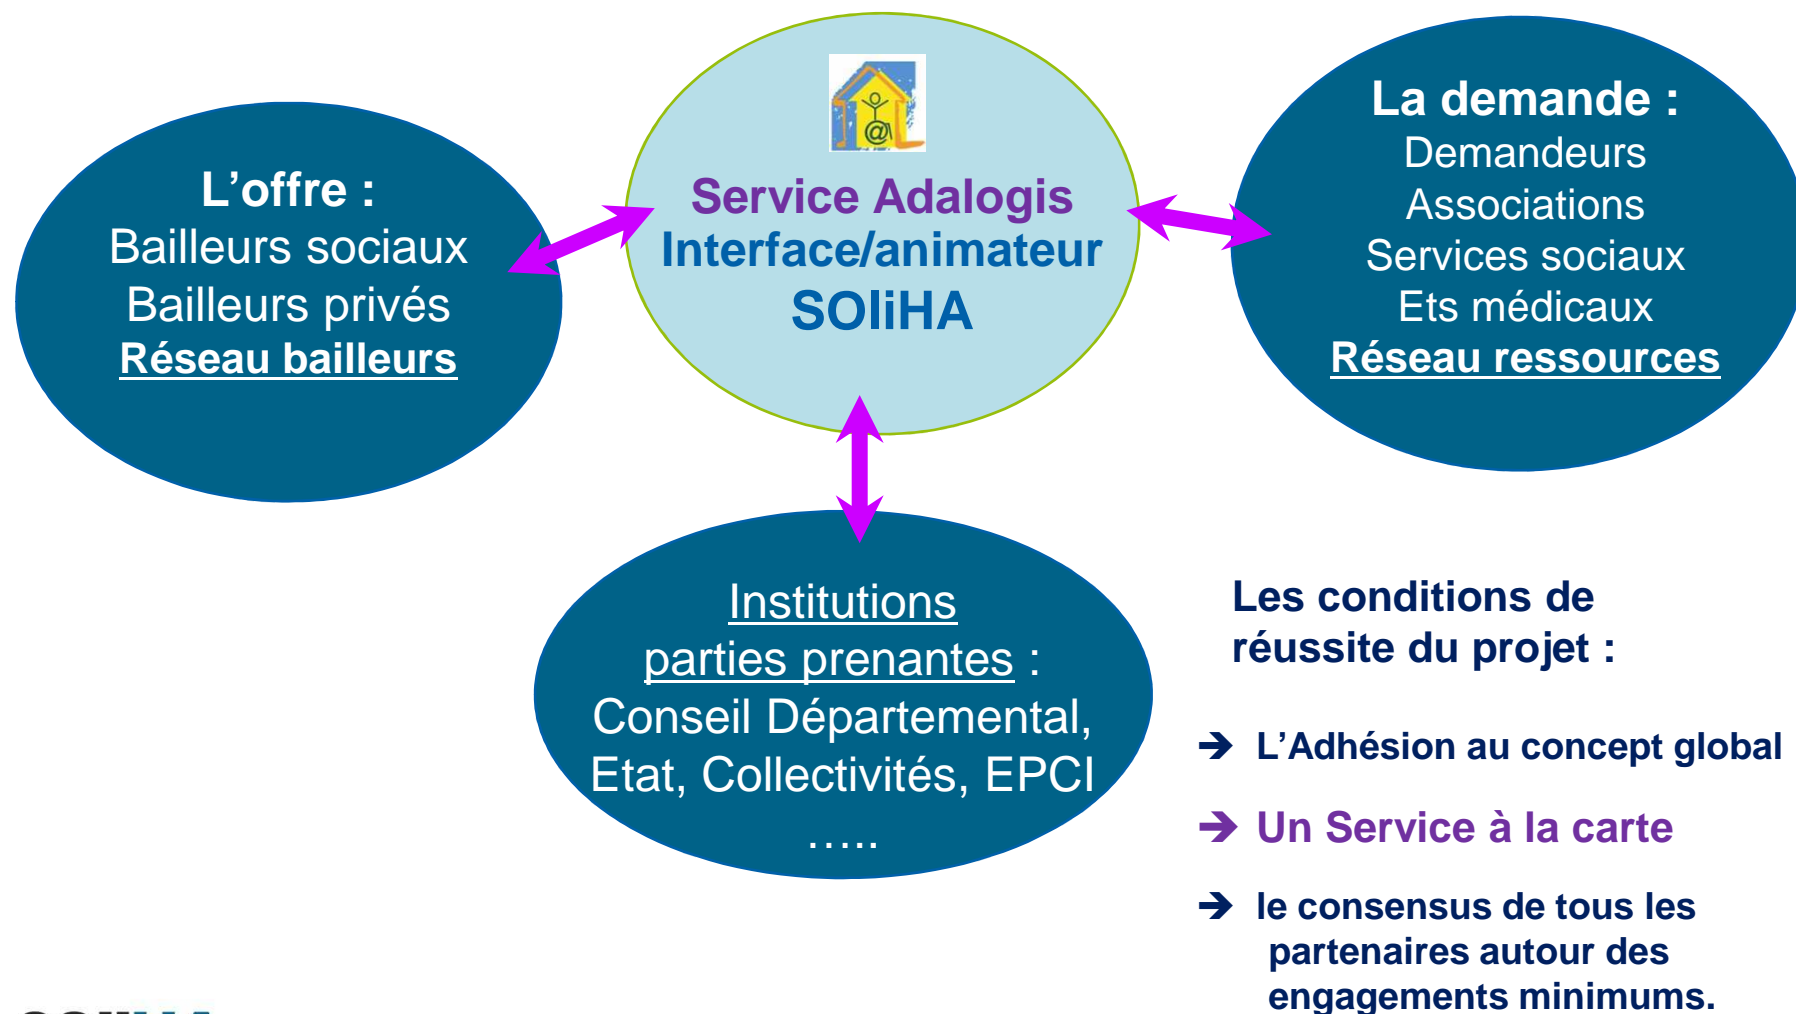 L'offre :
Bailleurs sociaux
Bailleurs privés
Réseau bailleurs
@
Service Adalogis
Interface/animateur
SOliHA
La demande :
Demandeurs
Associations
Services sociaux
Ets médicaux
Réseau ressources
Institutions
parties prenantes :
Conseil Départemental,
Etat, Collectivités, EPCI
…..
Les conditions de
réussite du projet :
➔ L'Adhésion au concept global
➔ Un Service à la carte
➔ le consensus de tous les
partenaires autour des
engagements minimums.